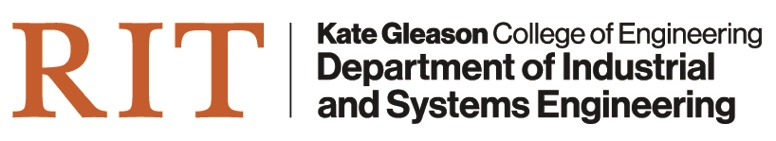 RIT
Kate Gleason College of Engineering
Department of Industrial
and Systems Engineering